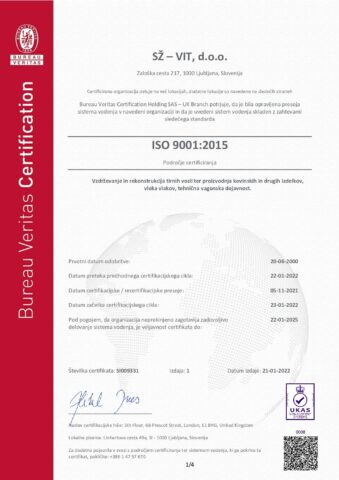 BUREAU
VERITAS
Bureau Veritas Certification
SŽ – VIT, d.o.o.
Zaloška cesta 217, 1000 Ljubljana, Slovenija
Certificirana organizacija deluje na več lokacijah, dodatne lokacije so navedene na sledečih straneh
Bureau Veritas Certification Holding SAS – UK Branch potrjuje, da je bila opravljena presoja
sistema vodenja v navedeni organizaciji in da je uvedeni sistem vodenja skladen z zahtevami
sledečega standarda
ISO 9001:2015
Področje certificiranja
Vzdrževanje in rekonstrukcija tirnih vozil ter proizvodnja kovinskih in drugih izdelkov,
vleka vlakov, tehnična vagonska dejavnost.
Prvotni datum odobritve: 20-06-2000
Datum preteka predhodnega certifikacijskega cikla: 22-01-2022
Datum certifikacijske / recertifikacijske presoje: 05-11-2021
Datum začetka certifikacijskega cikla: 23-01-2022
Pod pogojem, da organizacija neprekinjeno zagotavlja zadovoljivo 22-01-2025
delovanje sistema vodenja, je veljavnost certifikata do:
Številka certifikata: SI009331 Izdaja: 1 Datum izdaje: 21-01-2022
Naslov certifikacijske hiše: 5th Floor, 66 Prescot Street, London, E1 8HG, United Kingdom
Lokalna pisarna: Linhartova cesta 49a, SI - 1000 Ljubljana, Slovenija
Za dodatna pojasnila v zvezi s področjem certificiranja ter sistemom vodenja, ki ga pokriva ta
certifikat, pokličite: +386 1 47 57 670
1/4
UKAS
MANAGEMENT
SYSTEMS
0008